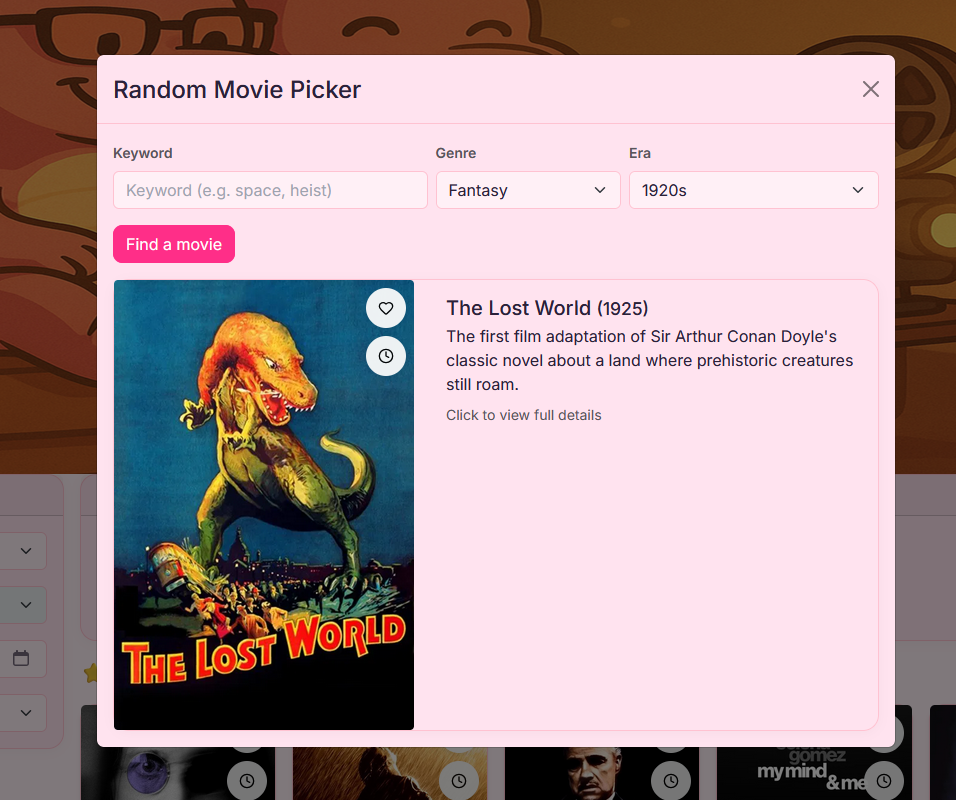 Random Movie Picker
Keyword
Genre
Era
Keyword (e.g. space, heist)
Fantasy
1920s
Find a movie
The Lost World (1925)
The first film adaptation of Sir Arthur Conan Doyle's
classic novel about a land where prehistoric creatures
still roam.
Click to view full details
THE LOST WORLD
gomez
my mind
& me